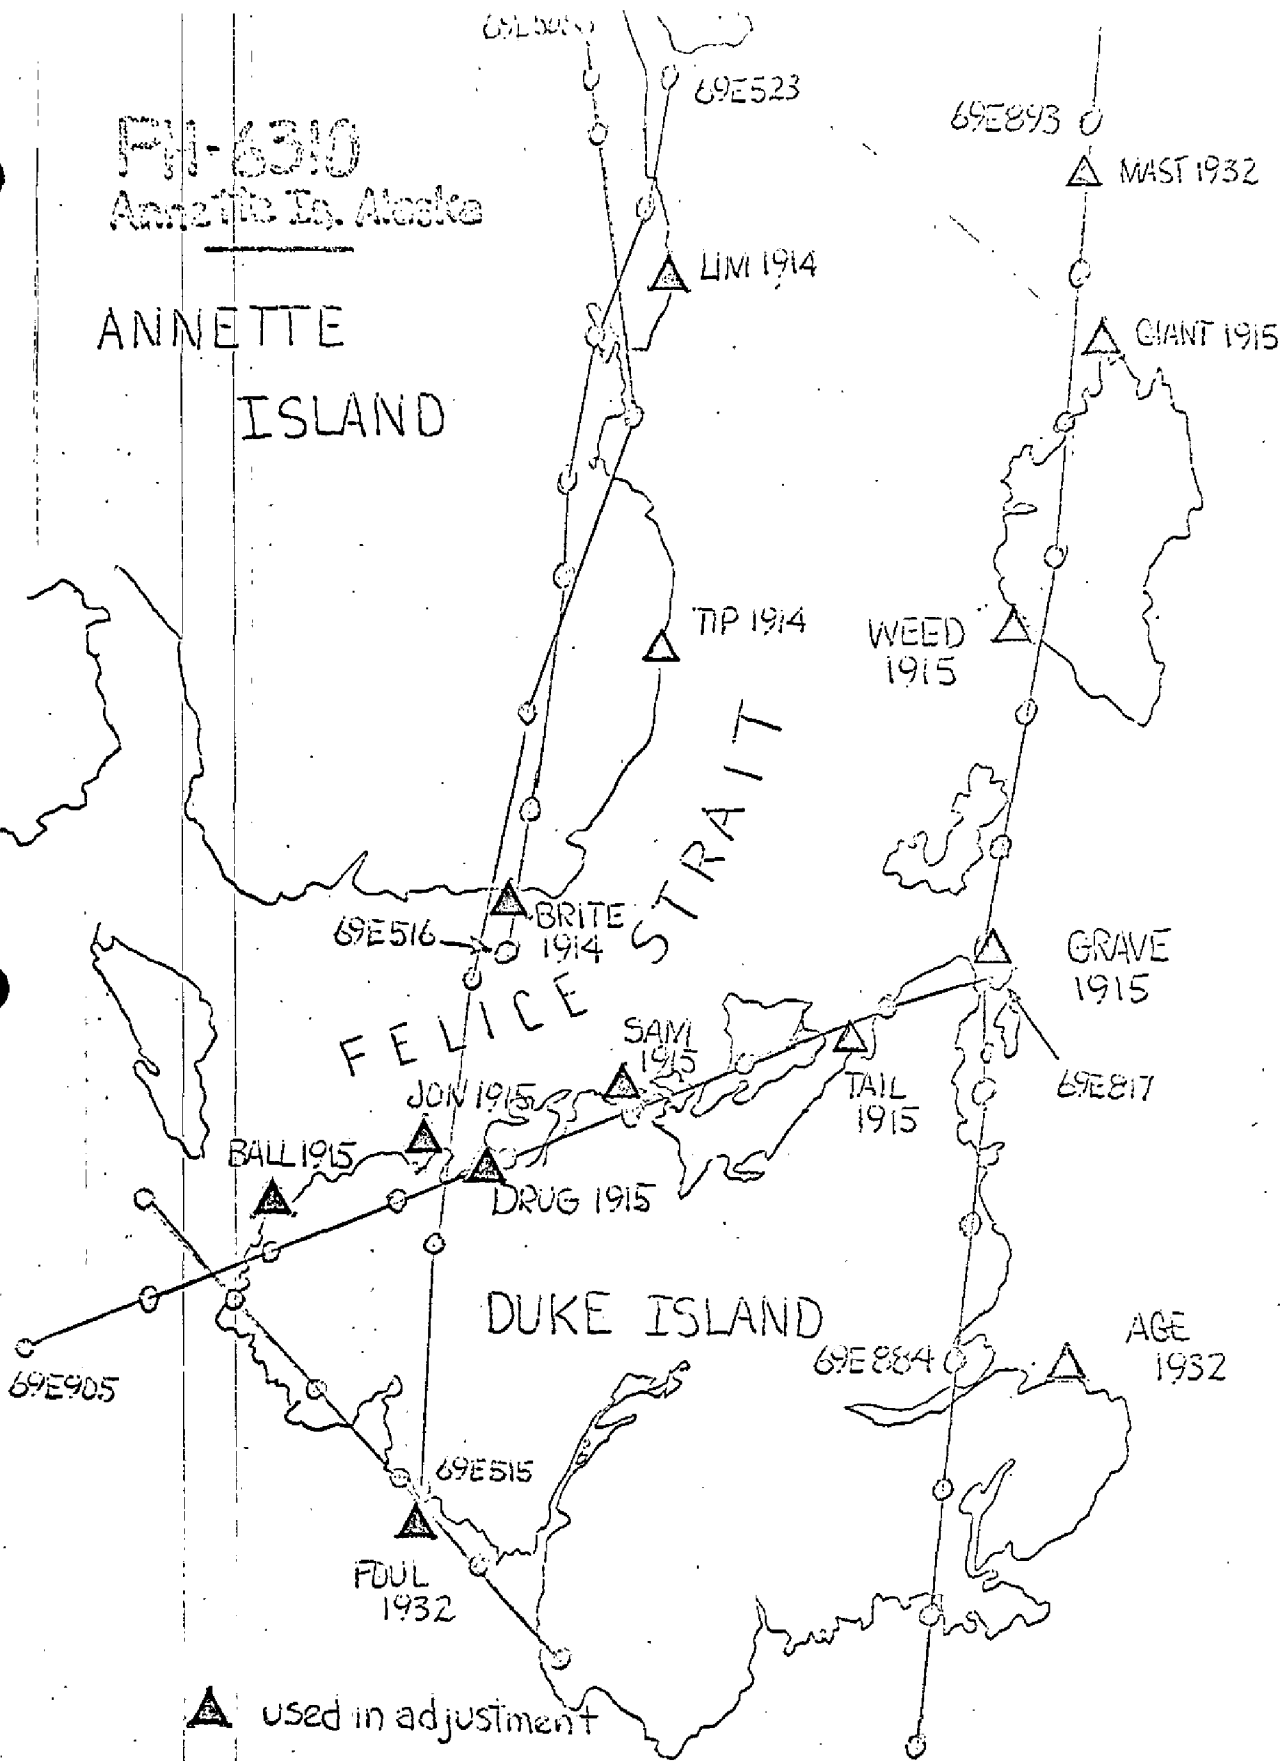 69E523
69E893
PH-6310
MAST 1932
Annette Is. Alaska
LIM 1914
ANNETTE
GIANT 1915
ISLAND
TIP 1914
WEED
1915
STRAIT
BRITE
1914
69E516
GRAVE
1915
FELICE
SAM
1915
JON 1915
69E817
TAIL
1915
BALL 1915
DRUG 1915
DUKE ISLAND
AGE
1932
69E884
69E905
69E515
FOUL
1932
used in adjustment